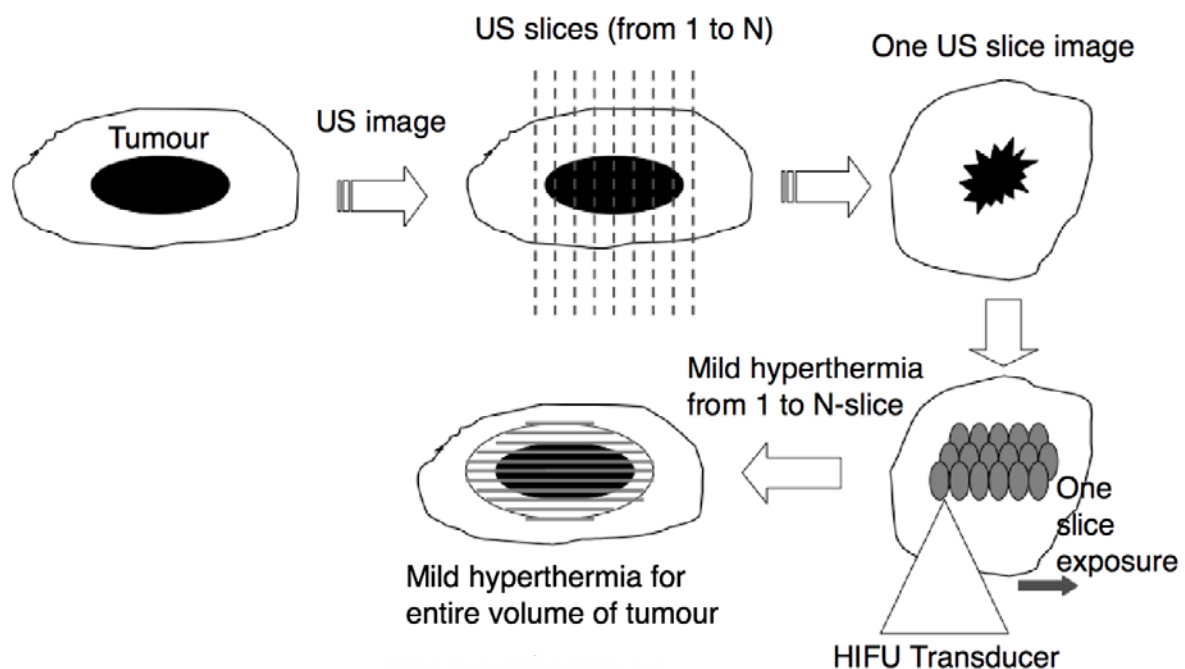 US slices (from 1 to N)
One US slice image
Tumour
US image
Mild hyperthermia
from 1 to N-slice
One
slice
exposure
Mild hyperthermia for
entire volume of tumour
HIFU Transducer